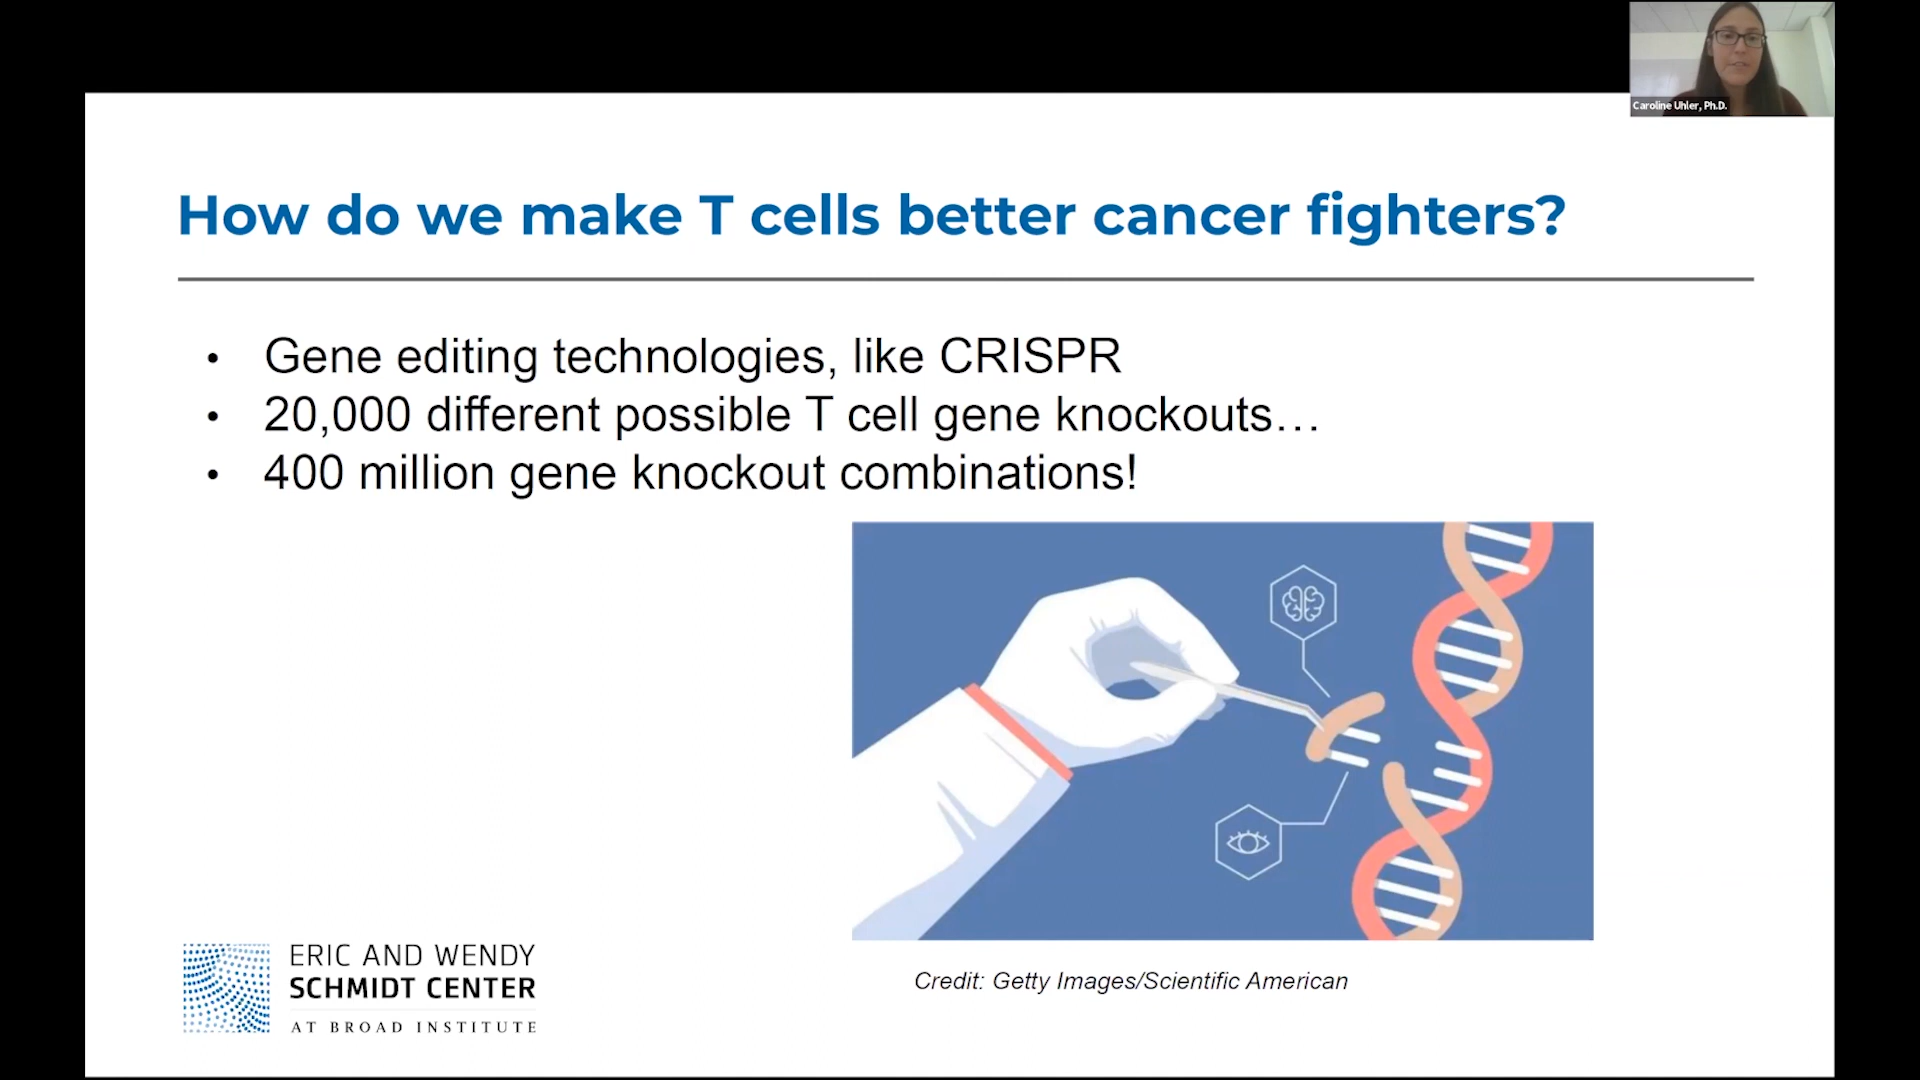 Caroline Uhler, Ph.D.
How do we make T cells better cancer fighters?
• Gene editing technologies, like CRISPR
• 20,000 different possible T cell gene knockouts…
• 400 million gene knockout combinations!
Credit: Getty Images/Scientific American
ERIC AND WENDY
SCHMIDT CENTER
AT BROAD INSTITUTE